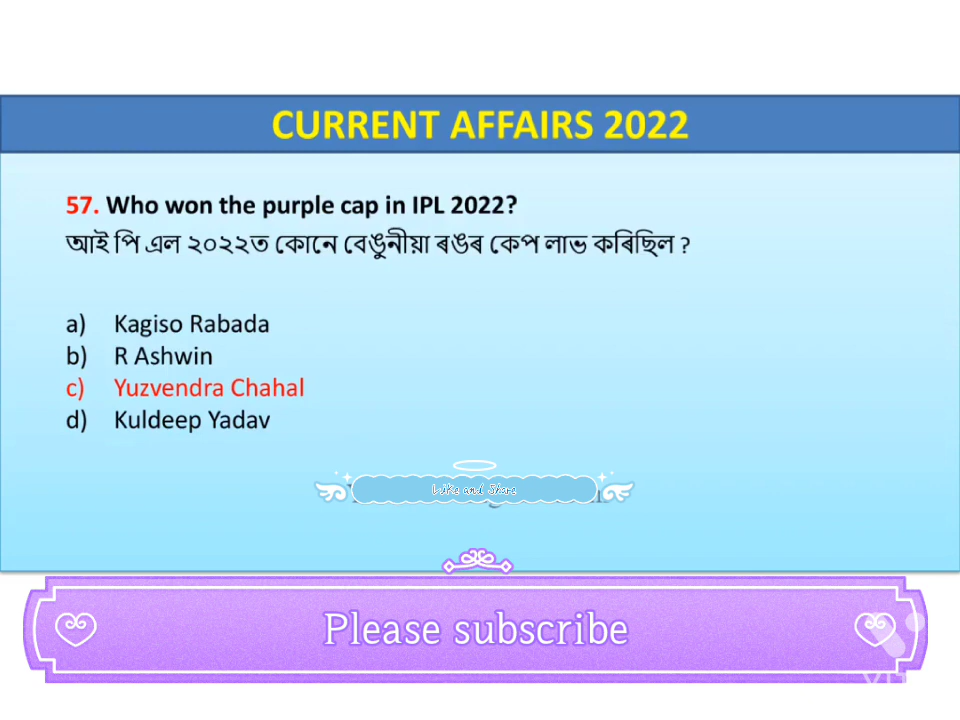 CURRENT AFFAIRS 2022
57. Who won the purple cap in IPL 2022?
আই পি এল ২০২২ত কোনে বেঙুনীয়া ৰঙৰ কেপ লাভ কৰিছিল ?
a) Kagiso Rabada
b) R Ashwin
c) Yuzvendra Chahal
d) Kuldeep Yadav
Like and Share
Please subscribe